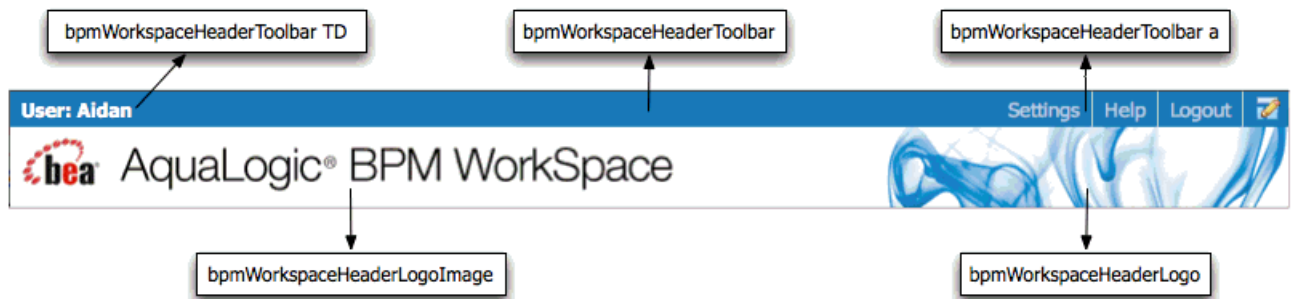 bpmWorkspaceHeaderToolbar TD
bpmWorkspaceHeaderToolbar
bpmWorkspaceHeaderToolbar a
User: Aidan
Settings
Help
Logout
bea
AquaLogic® BPM WorkSpace
bpmWorkspaceHeaderLogoImage
bpmWorkspaceHeaderLogo